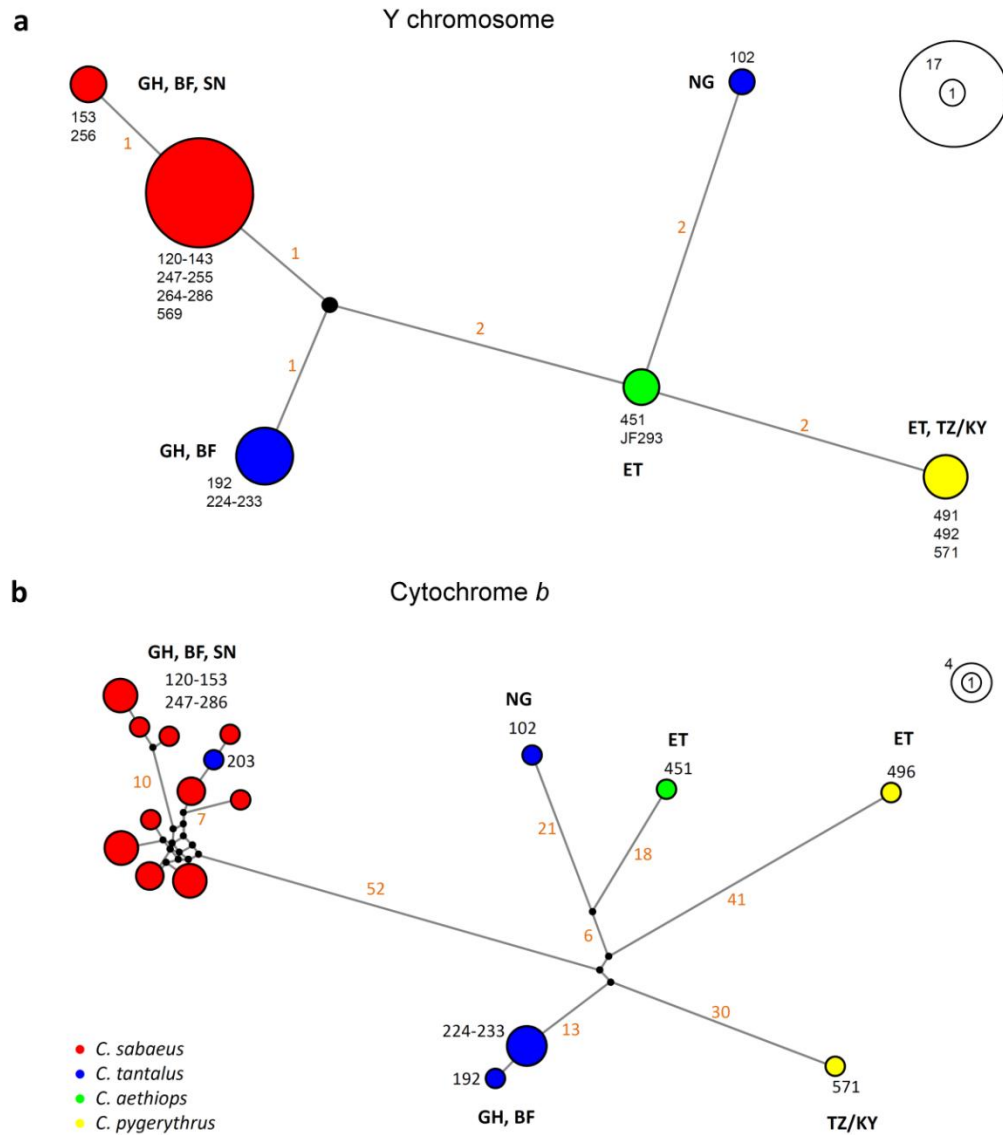 a
Y chromosome
GH, BF, SN
153
256
1
120-143
247-255
264-286
569
1
1
GH, BF
192
224-233
2
NG
102
2
451
JF293
ET
2
ET, TZ/KY
491
492
571
17
1
b
Cytochrome b
GH, BF, SN
120-153
247-286
203
10
7
52
NG
102
21
ET
451
18
ET
496
41
6
4
1
224-233
13
192
GH, BF
30
571
TZ/KY
C. sabaeus
C. tantalus
C. aethiops
C. pygerythrus